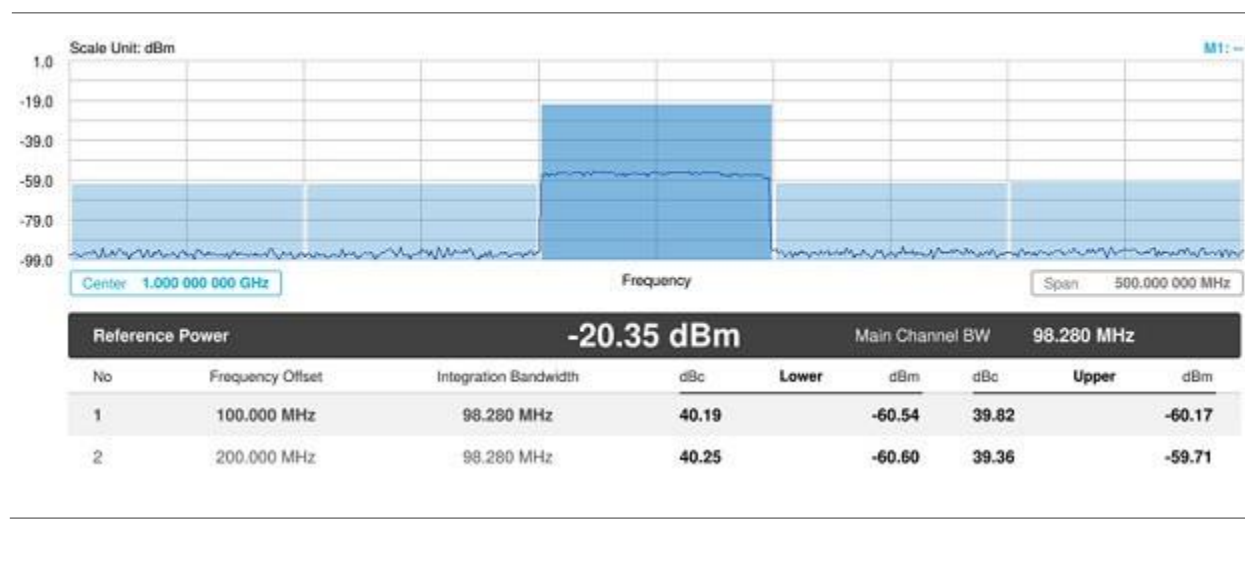 Scale Unit: dBm M1: --
1.0
-19.0
-39.0
-59.0
-79.0
-99.0
Center 1.000 000 000 GHz Frequency Span 500.000 000 MHz
Reference Power -20.35 dBm Main Channel BW 98.280 MHz
No Frequency Offset Integration Bandwidth dBc Lower dBm dBc Upper dBm
1 100.000 MHz 98.280 MHz 40.19 -60.54 39.82 -60.17
2 200.000 MHz 98.280 MHz 40.25 -60.60 39.36 -59.71